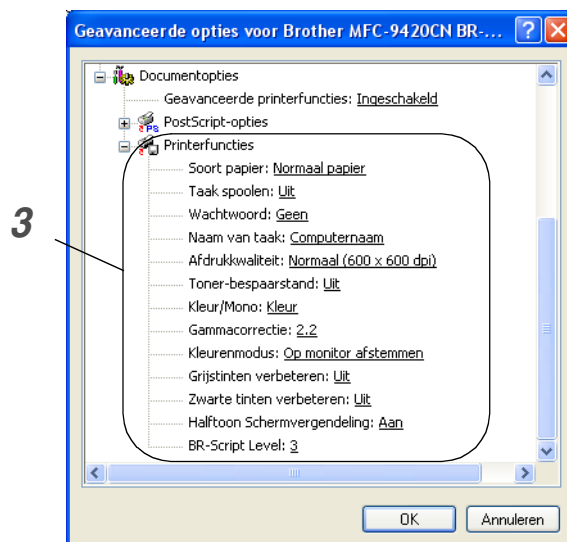 Geavanceerde opties voor Brother MFC-9420CN BR-...
Documentopties
Geavanceerde printerfuncties: Ingeschakeld
PostScript-opties
Printerfuncties
Soort papier: Normaal papier
Taak spoolen: Uit
Wachtwoord: Geen
3
Naam van taak: Computernaam
Afdrukkwaliteit: Normaal (600 x 600 dpi)
Toner-bespaarstand: Uit
Kleur/Mono: Kleur
Gammacorrectie: 2.2
Kleurenmodus: Op monitor afstemmen
Grijstinten verbeteren: Uit
Zwarte tinten verbeteren: Uit
Halftoon Schermvergendeling: Aan
BR-Script Level: 3
OK Annuleren